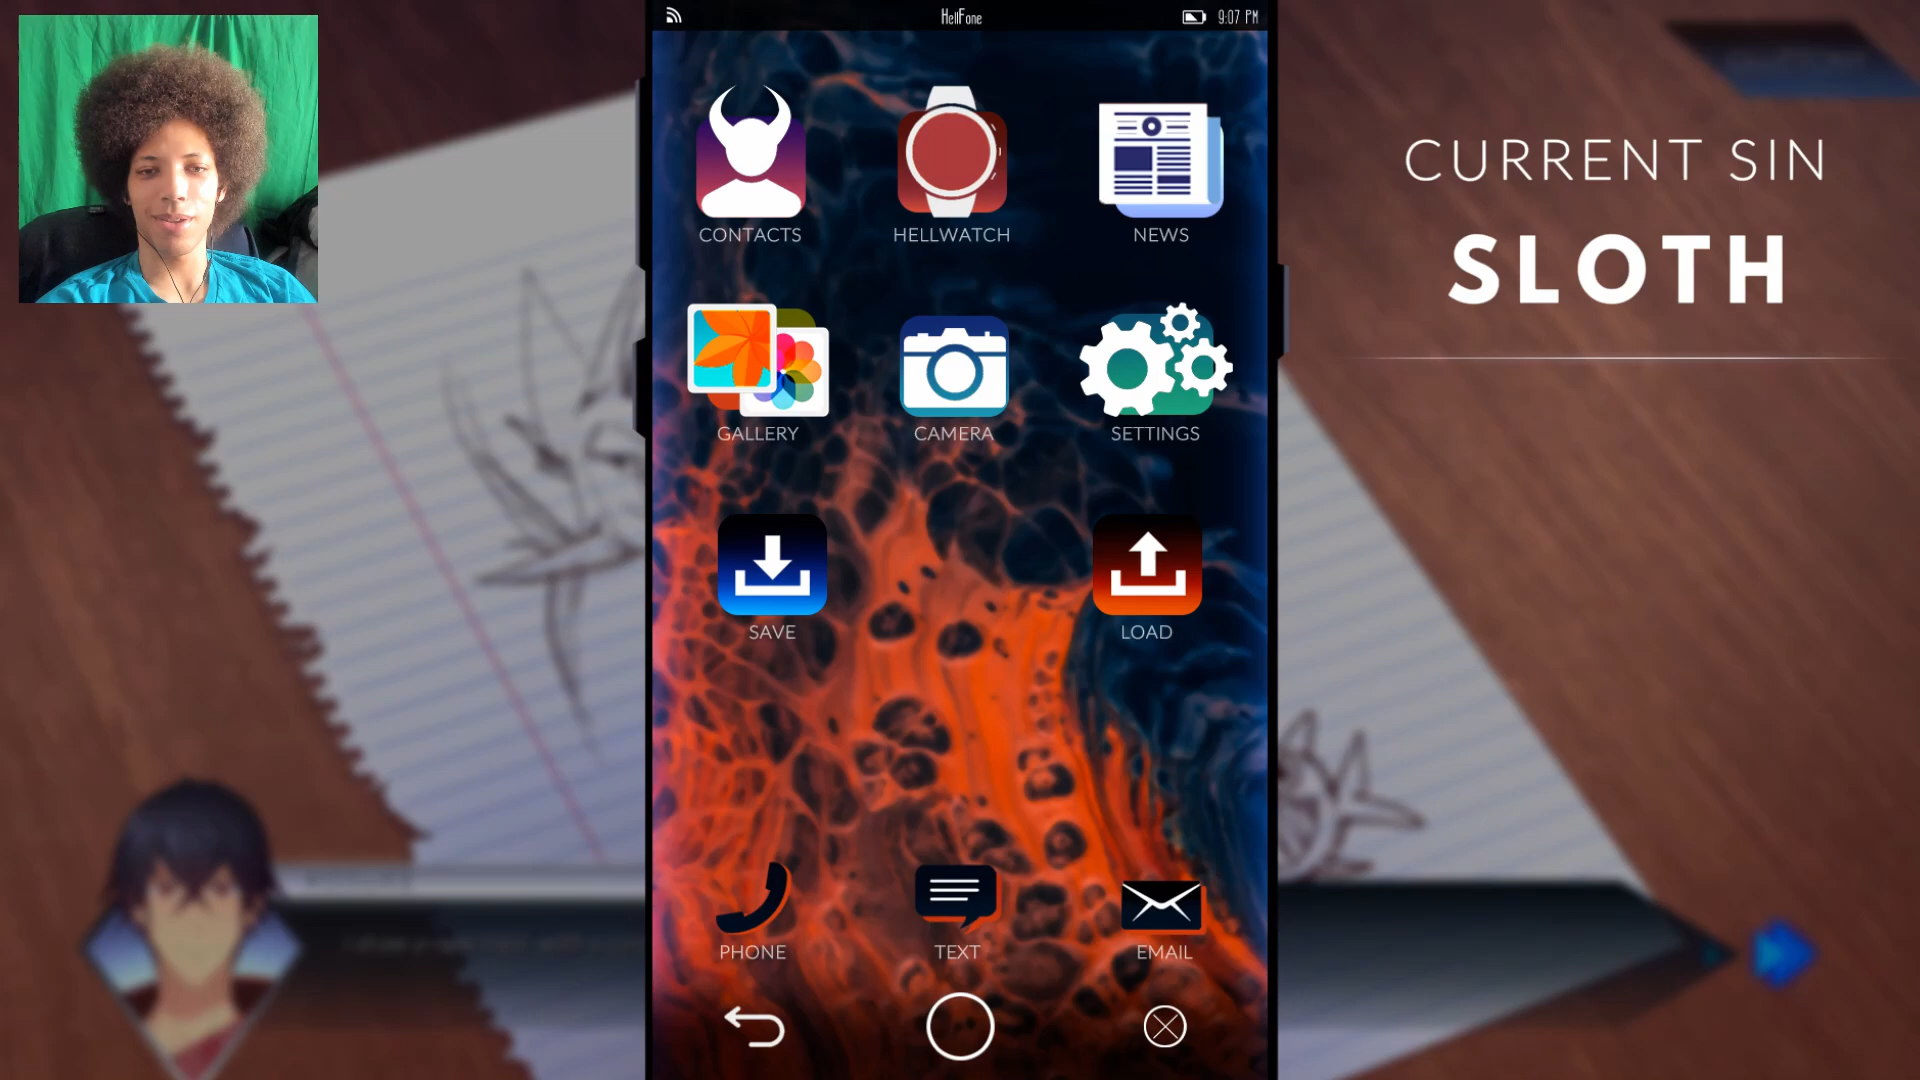 HellFone
9:07 PM
CURRENT SIN
SLOTH
CONTACTS
HELLWATCH
NEWS
GALLERY
CAMERA
SETTINGS
SAVE
LOAD
PHONE
TEXT
EMAIL